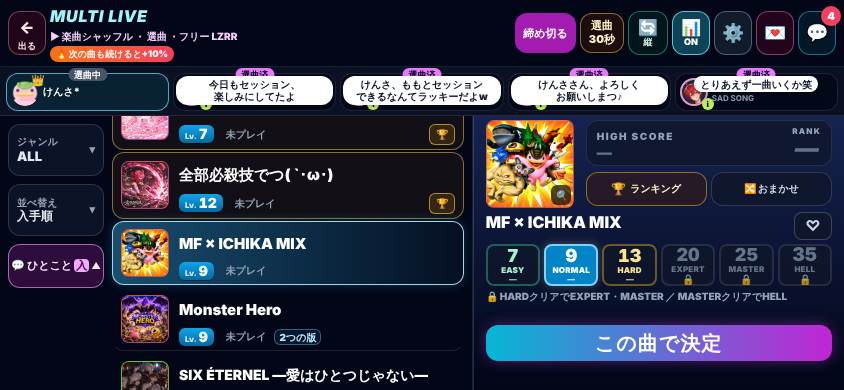 出る
MULTI LIVE
▶ 楽曲シャッフル ・ 選曲 ・フリー LZRR
🔥 次の曲も続けると+10%
締め切る
選曲
30秒
🔄
縦
📊
ON
⚙️
💌
💬
4
選曲中
けんさ*
選曲済
今日もセッション、
楽しみにしてたよ
選曲済
けんさ、ももとセッション
できるなんてラッキーだよw
選曲済
けんささん、よろしく
お願いしまつ♪
選曲済
とりあえず一曲いくか笑
SAD SONG
ジャンル
ALL
▼
並べ替え
入手順
▼
💬 ひとこと 入 ▲
Lv. 7 未プレイ 🏆
全部必殺技でつ(｀･ω･)
Lv. 12 未プレイ 🏆
MF × ICHIKA MIX
Lv. 9 未プレイ
Monster Hero
Lv. 9 未プレイ 2つの版
SIX ÉTERNEL —愛はひとつじゃない—
HIGH SCORE
—
RANK
—
🏆 ランキング
🔀 おまかせ
MF × ICHIKA MIX
♡
7
EASY
—
9
NORMAL
—
13
HARD
—
20
EXPERT
🔒
25
MASTER
🔒
35
HELL
🔒
🔒 HARDクリアでEXPERT・MASTER ／ MASTERクリアでHELL
この曲で決定